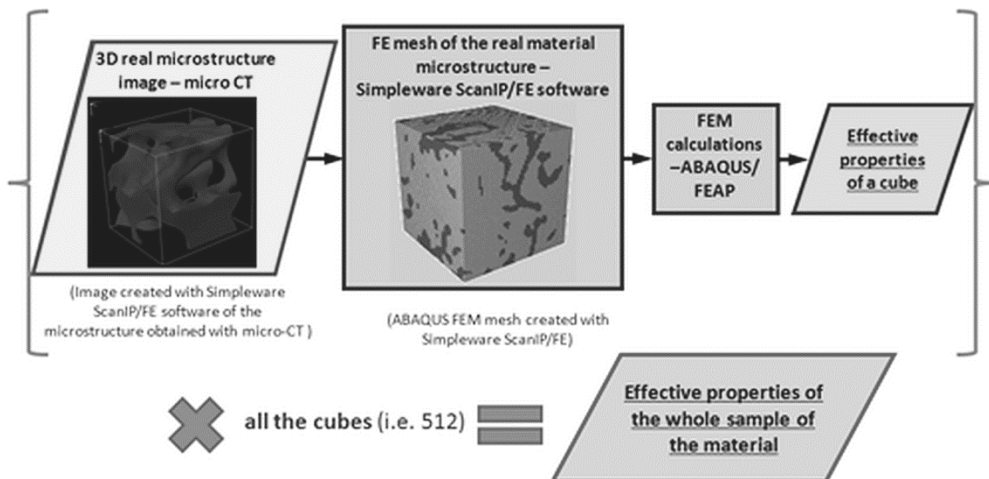 3D real microstructure
image – micro CT
(Image created with Simpleware
ScanIP/FE software of the
microstructure obtained with micro-CT )
FE mesh of the real material
microstructure –
Simpleware ScanIP/FE software
(ABAQUS FEM mesh created with
Simpleware ScanIP/FE)
FEM
calculations
–ABAQUS/
FEAP
Effective
properties
of a cube
all the cubes (i.e. 512)
Effective properties of
the whole sample of
the material